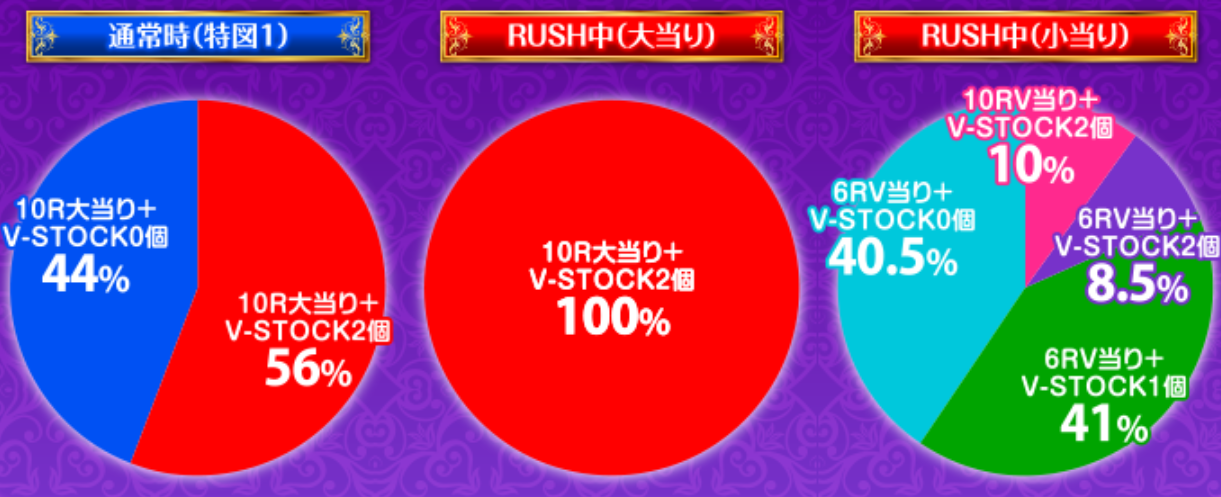 通常時(特図1)
RUSH中(大当り)
RUSH中(小当り)
10R大当り+
V-STOCK0個
44%
10R大当り+
V-STOCK2個
56%
10R大当り+
V-STOCK2個
100%
10RV当り+
V-STOCK2個
10%
6RV当り+
V-STOCK0個
40.5%
6RV当り+
V-STOCK2個
8.5%
6RV当り+
V-STOCK1個
41%